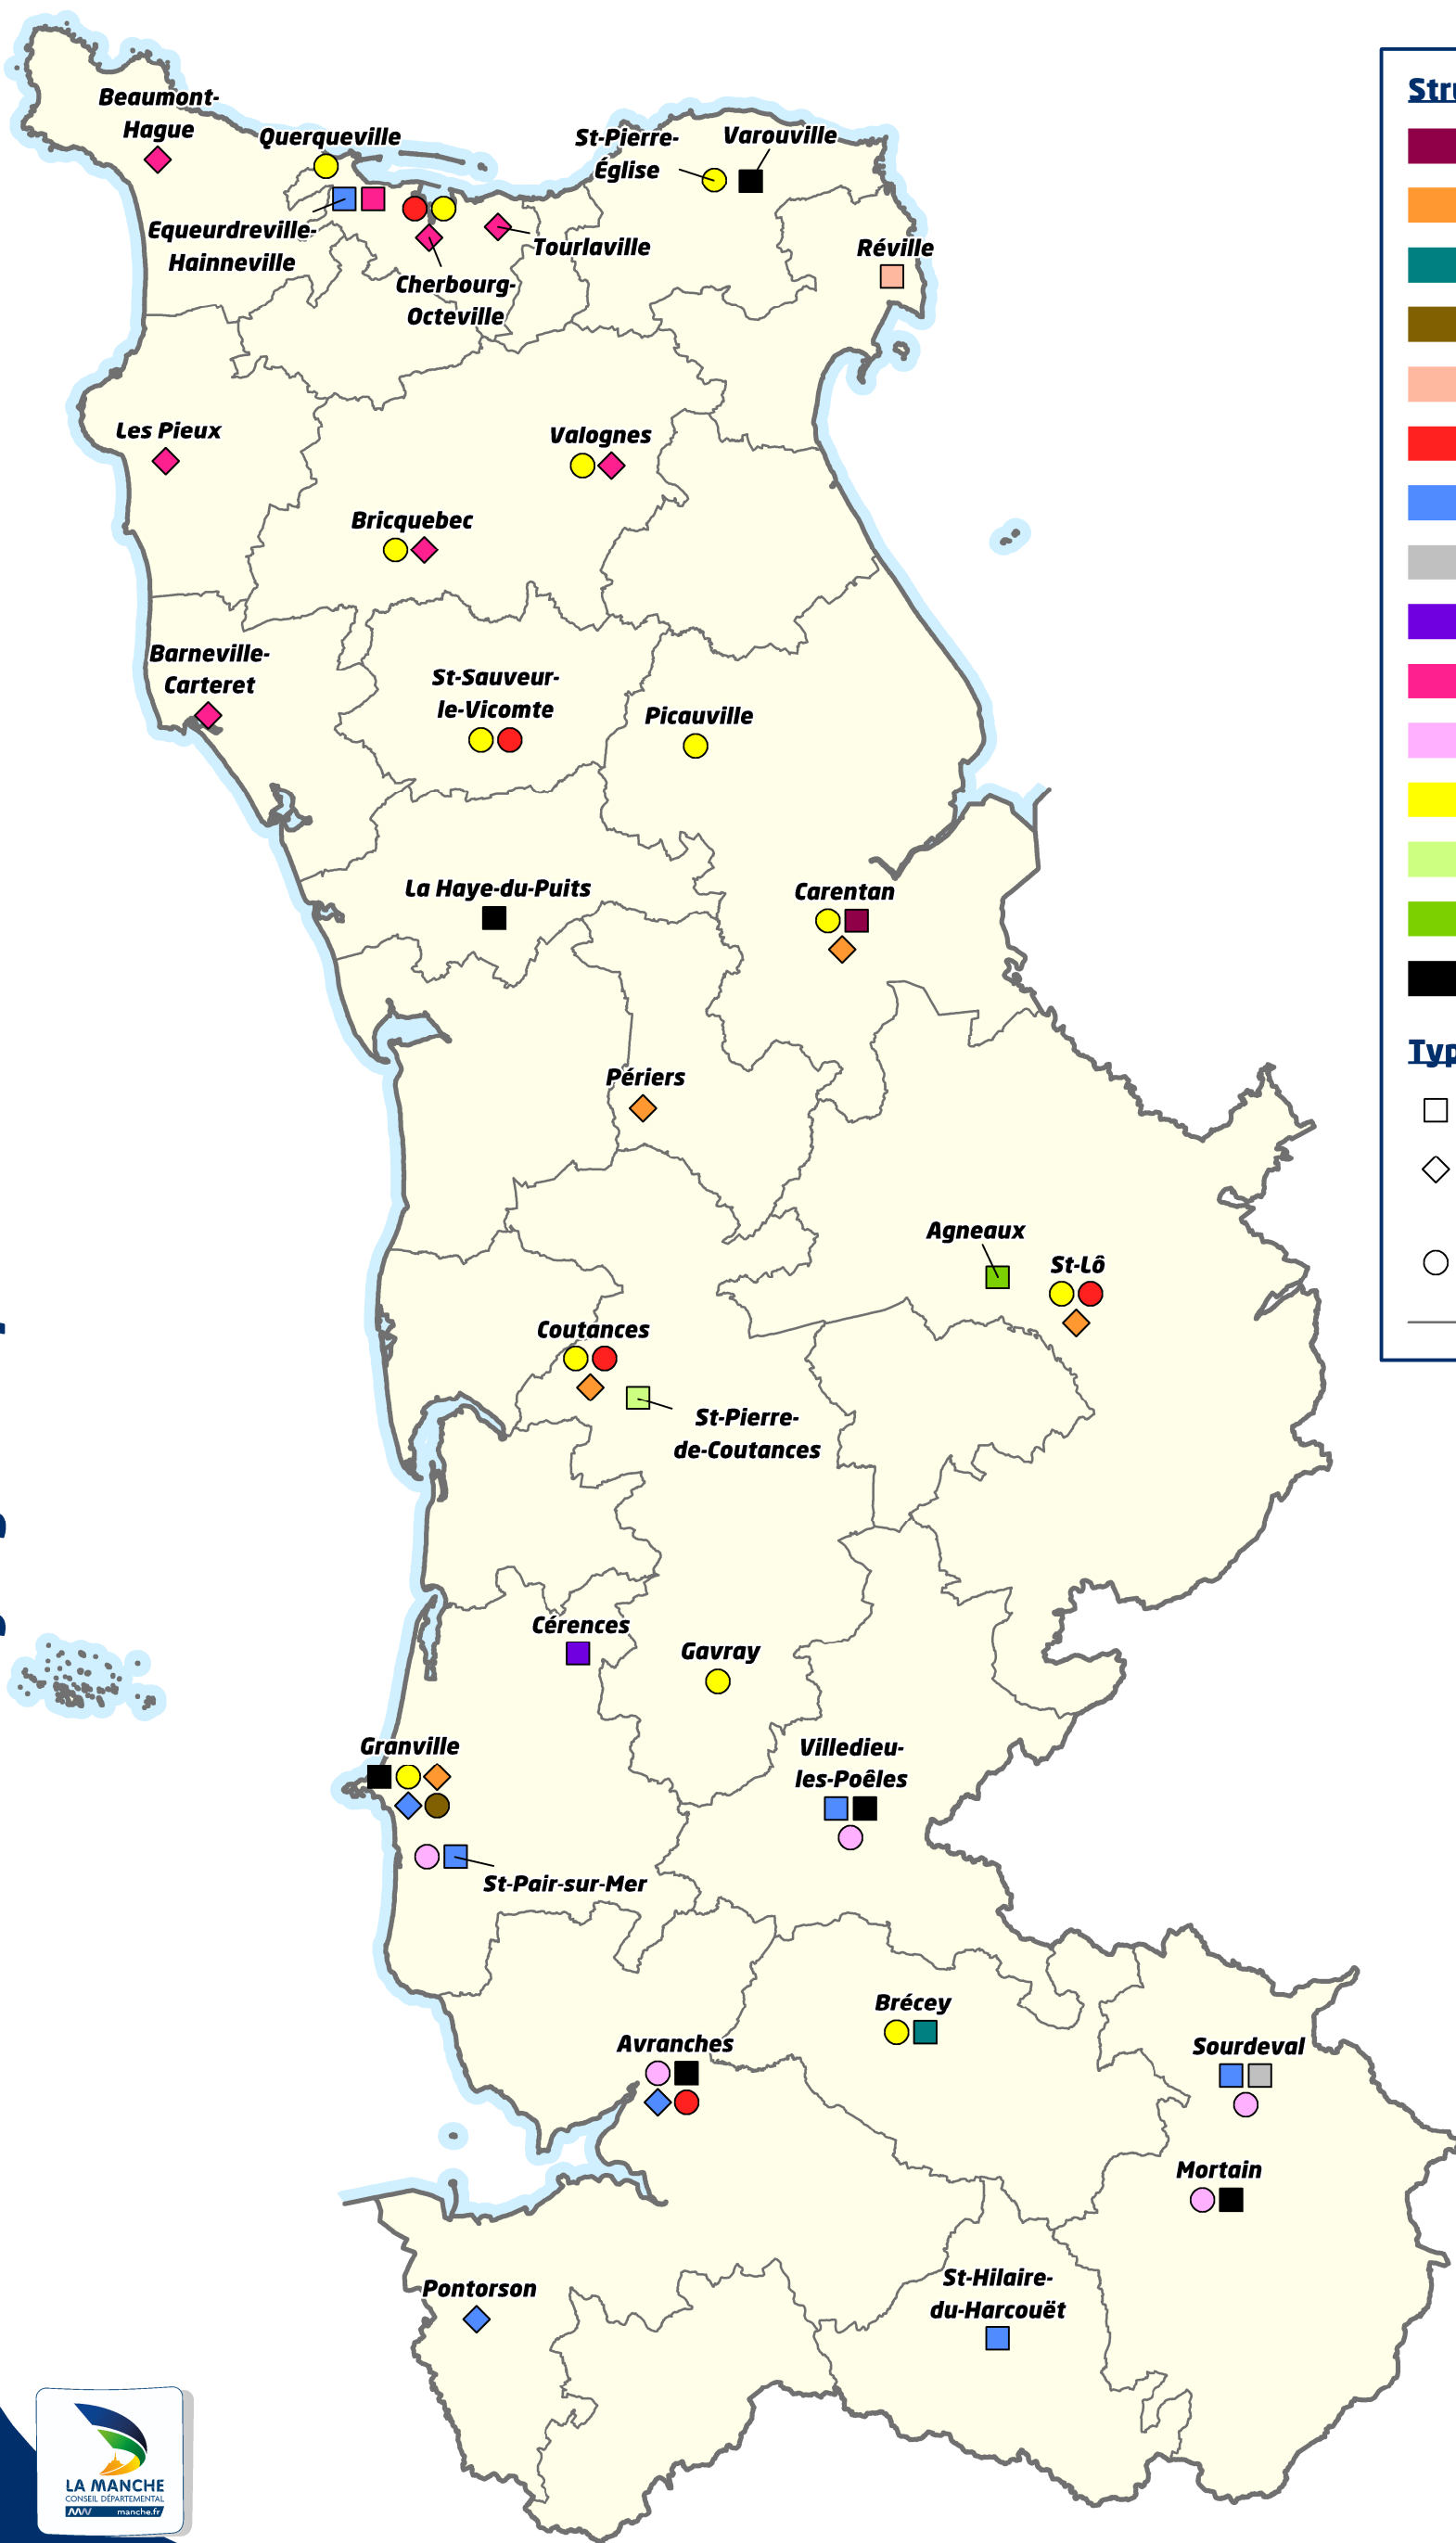 Beaumont-
Hague
Querqueville
St-Pierre-
Église
Varouville
Equeurdreville-
Hainneville
Tourlaville
Réville
Cherbourg-
Octeville
Les Pieux
Valognes
Bricquebec
Barneville-
Carteret
St-Sauveur-
le-Vicomte
Picauville
La Haye-du-Puits
Carentan
Périers
Agneaux
St-Lô
Coutances
St-Pierre-
de-Coutances
Cérences
Gavray
Granville
Villedieu-
les-Poêles
St-Pair-sur-Mer
Brécey
Avranches
Sourdeval
Mortain
Pontorson
St-Hilaire-
du-Harcouët
Stru
Typ
LA MANCHE
CONSEIL DÉPARTEMENTAL
manche.fr